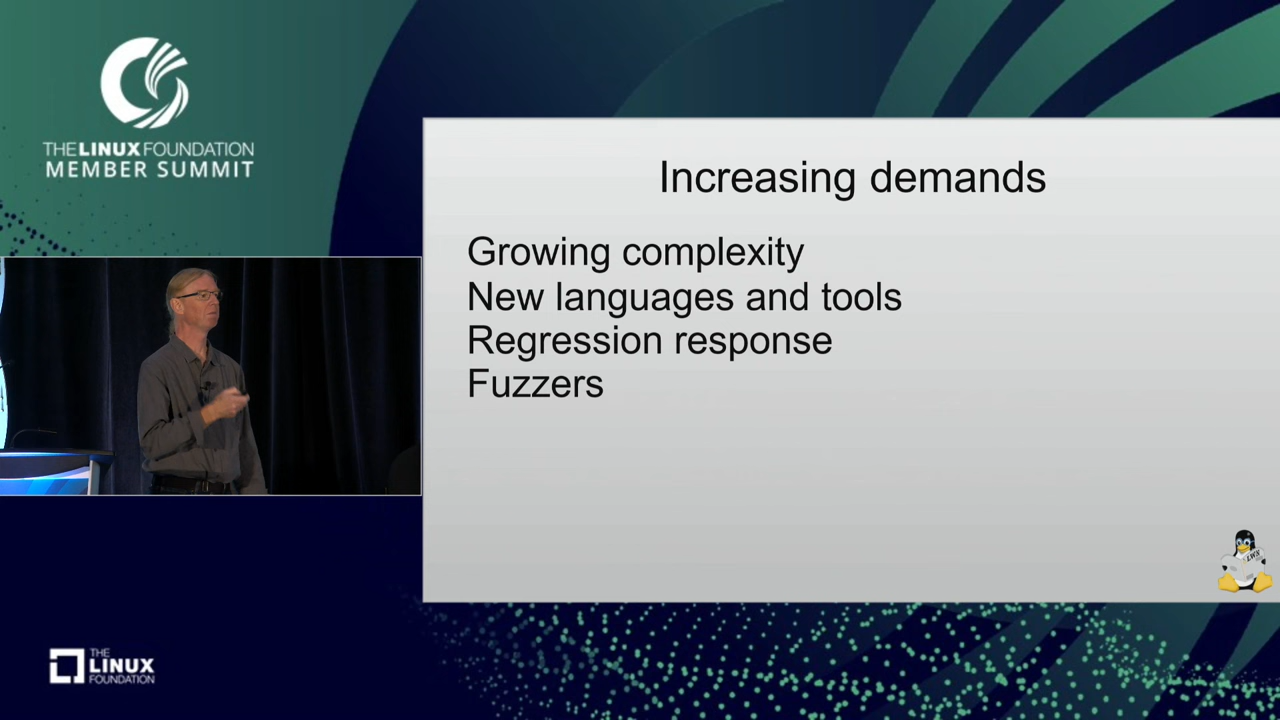 THE LINUX FOUNDATION
MEMBER SUMMIT
Increasing demands
Growing complexity
New languages and tools
Regression response
Fuzzers
LWN
THE
LINUX
FOUNDATION